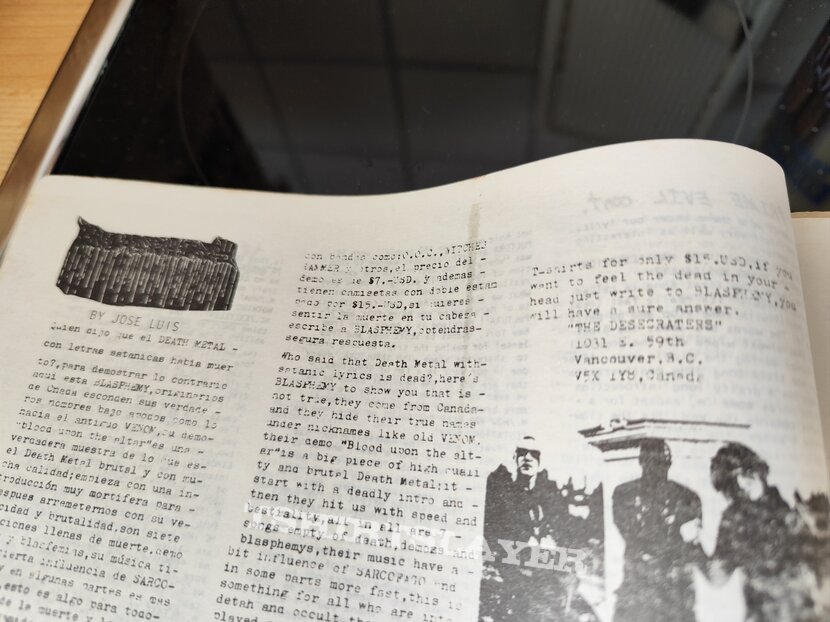 BY JOSE LUIS
quien dijo que el DEATH METAL -
con letras satanicas habia muer
to?,para demostrar lo contrario
aqui esta BLASPHEMY,originarios
de Cnada esconden sus verdade -
ros nombres bajo apodos como lo
hacia el antiguo VENOM,su demo-
"blood upon the altar"es una -
verdadera muestra de lo que es-
el Death Metal brutal y con mu-
cha calidad;empieza con una in-
troducción muy mortifera para -
espues arremeternos con su ve-
cidad y brutalidad,son siete
ciones llenas de muerte,demo
y blasfemias,su música ti-
cierta influencia de SARCO-
y en algunas partes es mas
,esto es algo para todo-
de la muerte y l
con bandas como:O.C.C.,WITCHES
HAMMER y otros,el precio del -
demo es de $7.-USD. y ademas -
tienen camisetas con doble estam
pado por $15.-USD,si quieres -
sentir la muerte en tu cabeza -
escribe a BLASPHEMY,obtendras-
segura respuesta.
Who said that Death Metal with-
satanic lyrics is dead?,here's
BLASPHEMY to show you that is -
not true,they come from Canada-
and they hide their true names
under nicknames like old VENOM,
their demo "Blood upon the alt-
ar"is a big piece of high quali
ty and brutal Death Metal:it -
start with a deadly intro and -
then they hit us with speed and
bestiality,all in all,are -
songs empty of death,demons and
blasphemys,their music have a -
bit influence of SARCOFAGO and
in some parts more fast,this is
something for all who are into
detah and occult
played
T-shirts for only $15.USD,if you
want to feel the dead in your -
head just write to BLASPHEMY,you
will have a sure answer.
"THE DESECRATERS"
1031 E. 59th
Vancouver,B.C.
V5X 1Y8,Canada